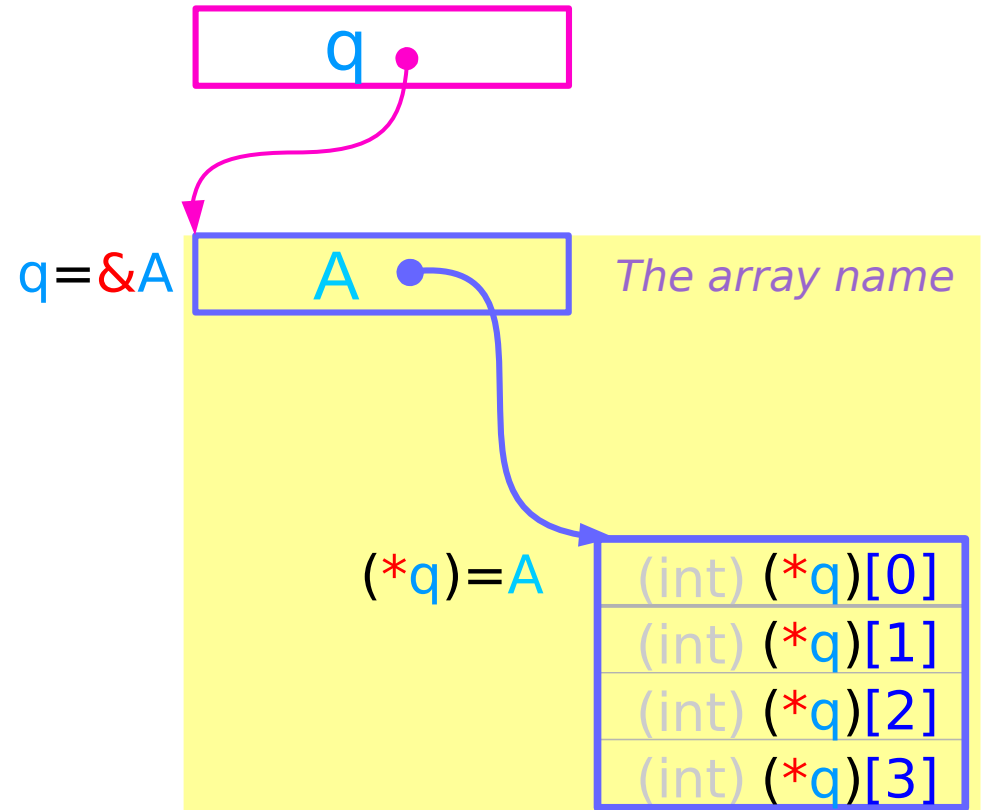 q
q=&A
A
The array name
(*q)=A
(int) (*q)[0]
(int) (*q)[1]
(int) (*q)[2]
(int) (*q)[3]